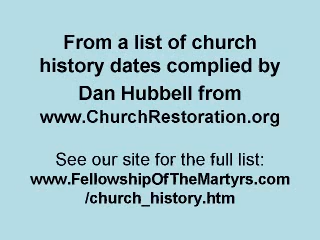 From a list of church
history dates complied by
Dan Hubbell from
www.ChurchRestoration.org
See our site for the full list:
www.FellowshipOfTheMartyrs.com
/church_history.htm